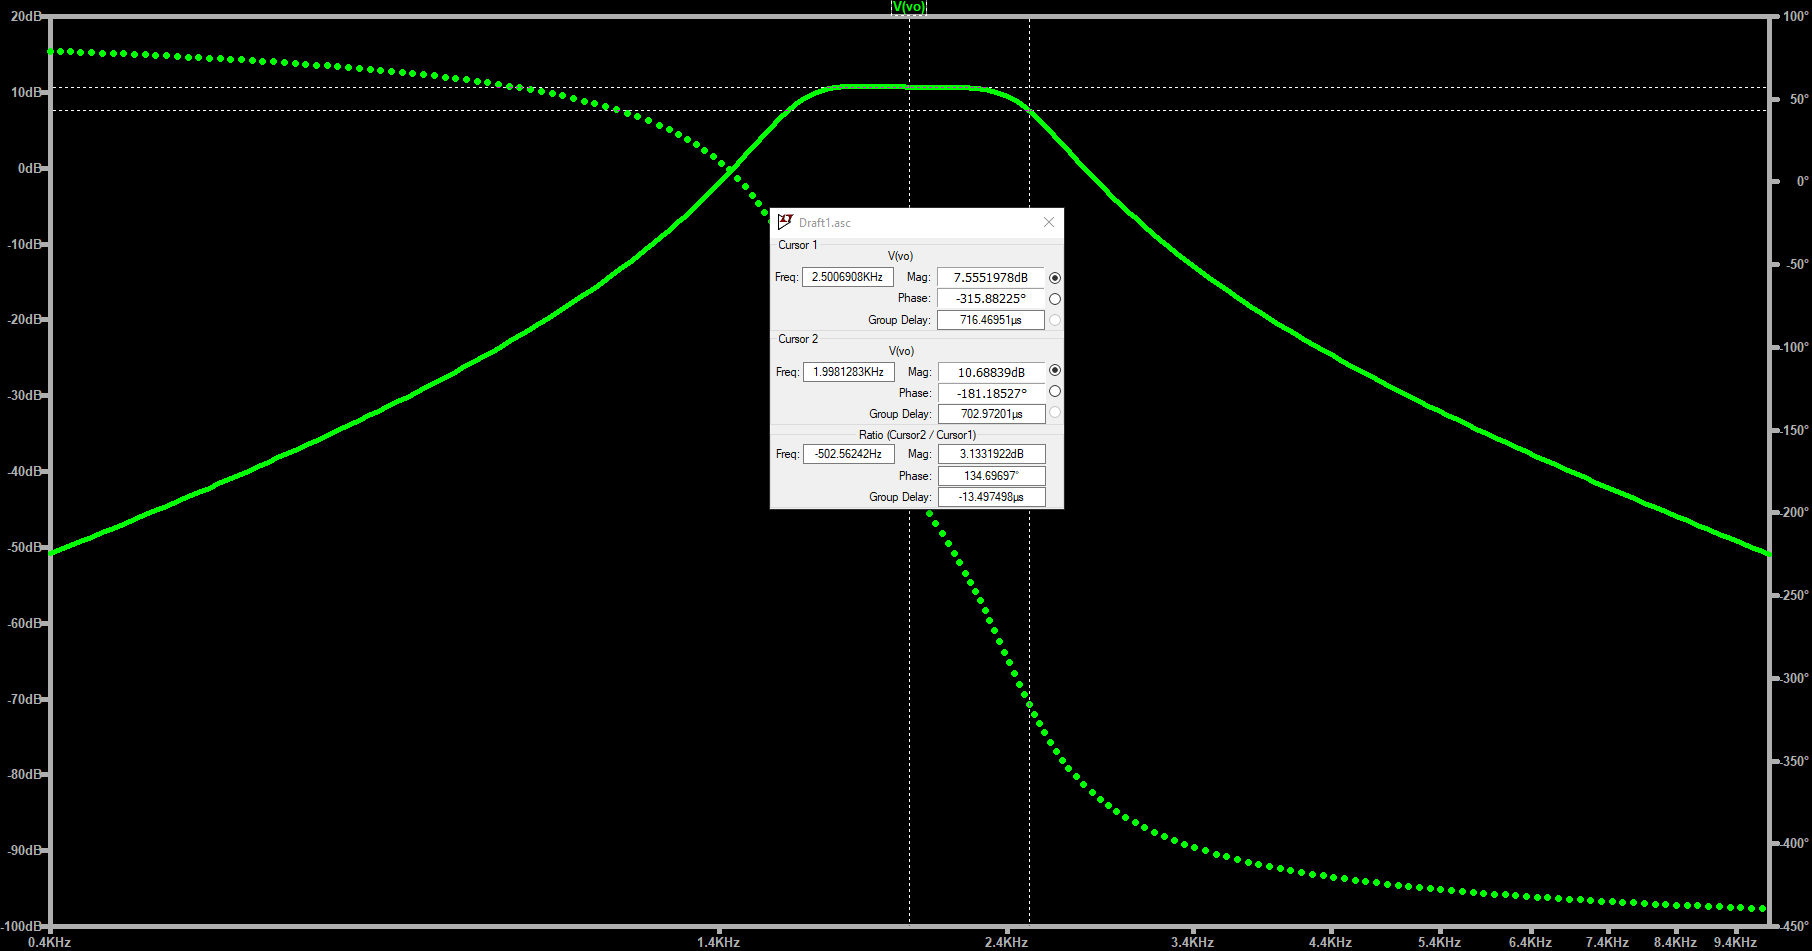 V(vo)
20dB
10dB
0dB
-10dB
-20dB
-30dB
-40dB
-50dB
-60dB
-70dB
-80dB
-90dB
-100dB
100°
50°
0°
-50°
-100°
-150°
-200°
-250°
-300°
-350°
-400°
-450°
Draft1.asc
Cursor 1
V(vo)
Freq: 2.5006908KHz Mag: 7.5551978dB
Phase: -315.88225°
Group Delay: 716.46951µs
Cursor 2
V(vo)
Freq: 1.9981283KHz Mag: 10.68839dB
Phase: -181.18527°
Group Delay: 702.97201µs
Ratio (Cursor2 / Cursor1)
Freq: -502.56242Hz Mag: 3.1331922dB
Phase: 134.69697°
Group Delay: -13.497498µs
0.4KHz 1.4KHz 2.4KHz 3.4KHz 4.4KHz 5.4KHz 6.4KHz 7.4KHz 8.4KHz 9.4KHz